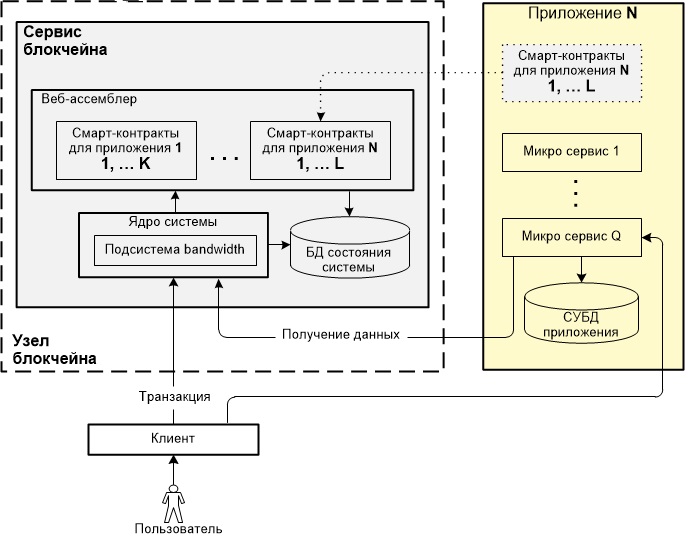 Приложение N
Сервис
блокчейна
Смарт-контракты
для приложения N
1, ... L
Веб-ассемблер
Смарт-контракты
для приложения 1
1, ... K
. . .
Смарт-контракты
для приложения N
1, ... L
Микро сервис 1
Ядро системы
Подсистема bandwidth
БД состояния
системы
Микро сервис Q
СУБД
приложения
Получение данных
Узел
блокчейна
Транзакция
Клиент
Пользователь